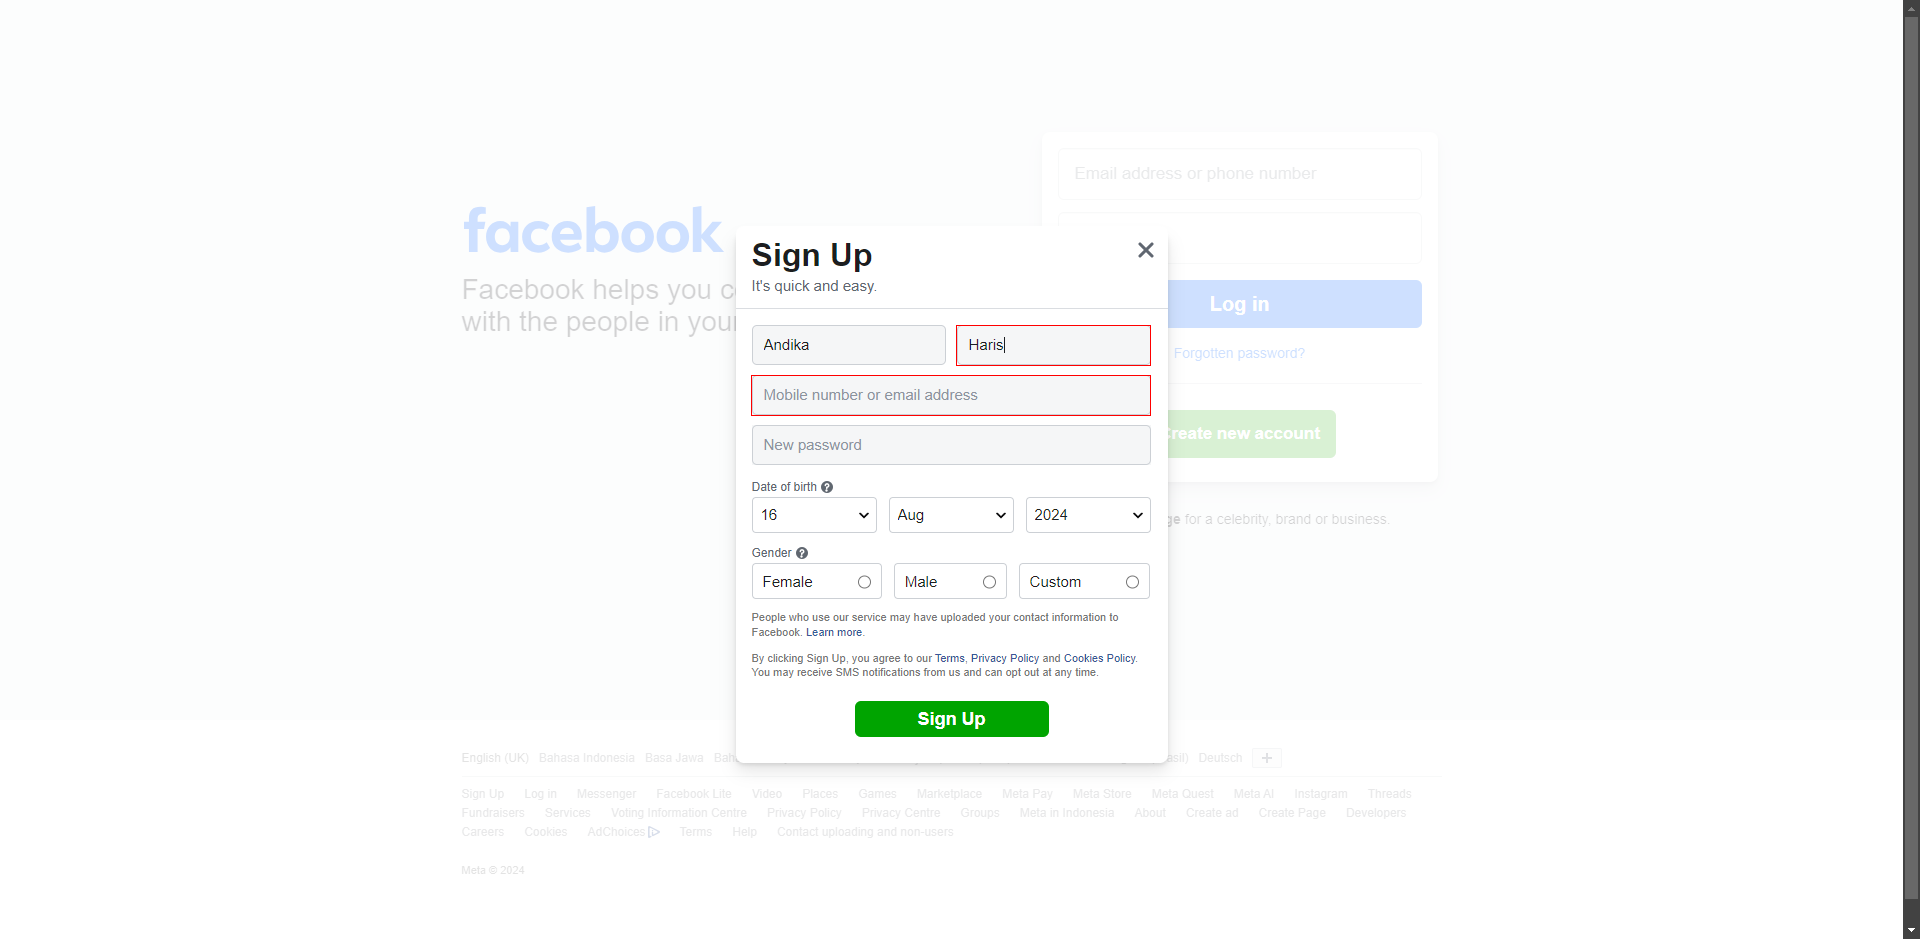 facebook
Facebook helps you c
with the people in your
Email address or phone number
Log in
Forgotten password?
Create new account
for a celebrity, brand or business.
Sign Up
It's quick and easy.
Andika
Haris
Mobile number or email address
New password
Date of birth
16 Aug 2024
Gender
Female Male Custom
People who use our service may have uploaded your contact information to
Facebook. Learn more.
By clicking Sign Up, you agree to our Terms, Privacy Policy and Cookies Policy.
You may receive SMS notifications from us and can opt out at any time.
Sign Up
English (UK) Bahasa Indonesia Basa Jawa Deutsch
Sign Up Log in Messenger Facebook Lite Video Places Games Marketplace Meta Pay Meta Store Meta Quest Meta AI Instagram Threads
Fundraisers Services Voting Information Centre Privacy Policy Privacy Centre Groups Meta in Indonesia About Create ad Create Page Developers
Careers Cookies AdChoices Terms Help Contact uploading and non-users
Meta © 2024